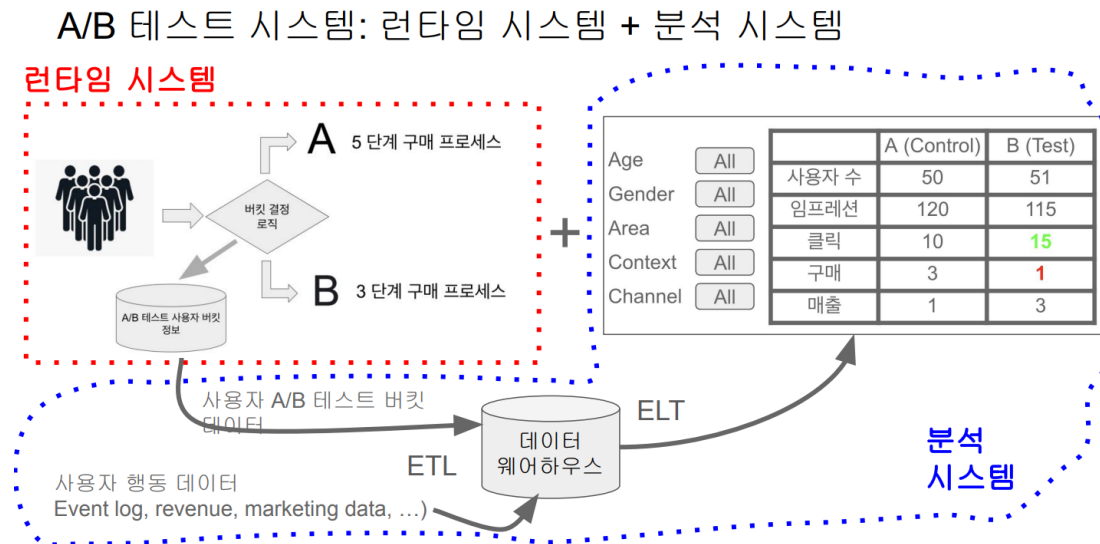 A/B 테스트 시스템: 런타임 시스템 + 분석 시스템
런타임 시스템
A 5 단계 구매 프로세스
버킷 결정
로직
B 3 단계 구매 프로세스
A/B 테스트 사용자 버킷
정보
+
Age All
Gender All
Area All
Context All
Channel All
A (Control) B (Test)
사용자 수 50 51
임프레션 120 115
클릭 10 15
구매 3 1
매출 1 3
사용자 A/B 테스트 버킷
데이터
ETL
데이터
웨어하우스
ELT
사용자 행동 데이터
Event log, revenue, marketing data, …)
분석
시스템